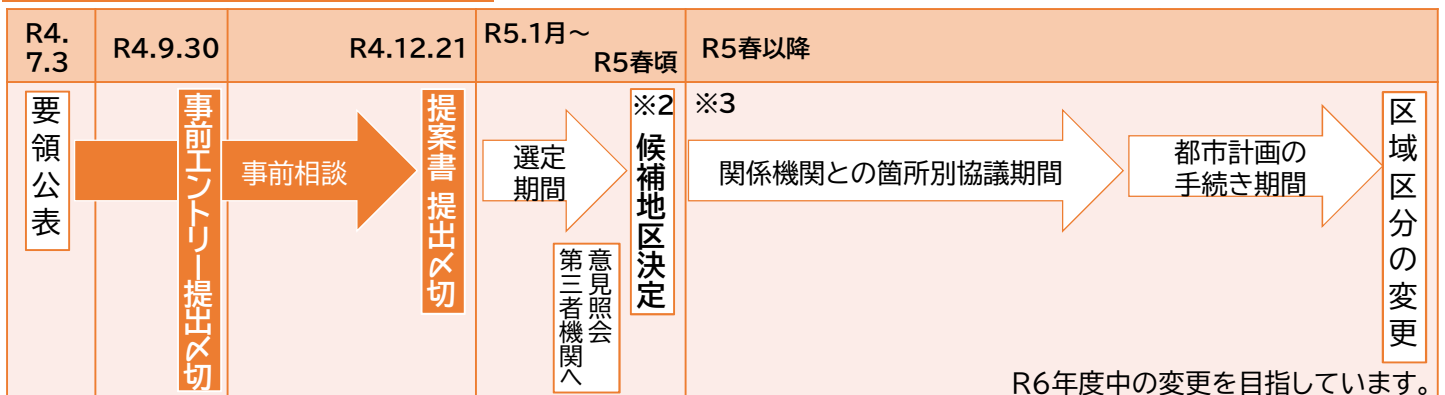 R4.
7.3
R4.9.30
R4.12.21
R5.1月～
R5春頃
R5春以降
要領公表
事前エントリー提出〆切
事前相談
提案書 提出〆切
選定
期間
意見照会
第三者機関へ
※2
候補地区決定
※3
関係機関との箇所別協議期間
都市計画の
手続き期間
区域区分の変更
R6年度中の変更を目指しています。